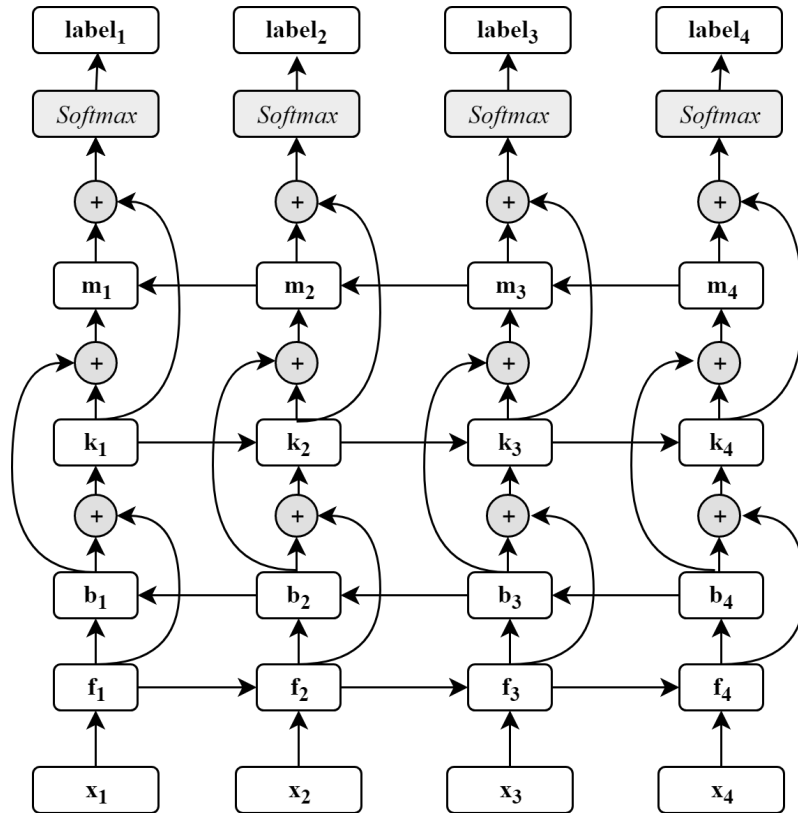 label₁ label₂ label₃ label₄
Softmax Softmax Softmax Softmax
+ + + +
m₁ m₂ m₃ m₄
+ + + +
k₁ k₂ k₃ k₄
+ + + +
b₁ b₂ b₃ b₄
f₁ f₂ f₃ f₄
x₁ x₂ x₃ x₄